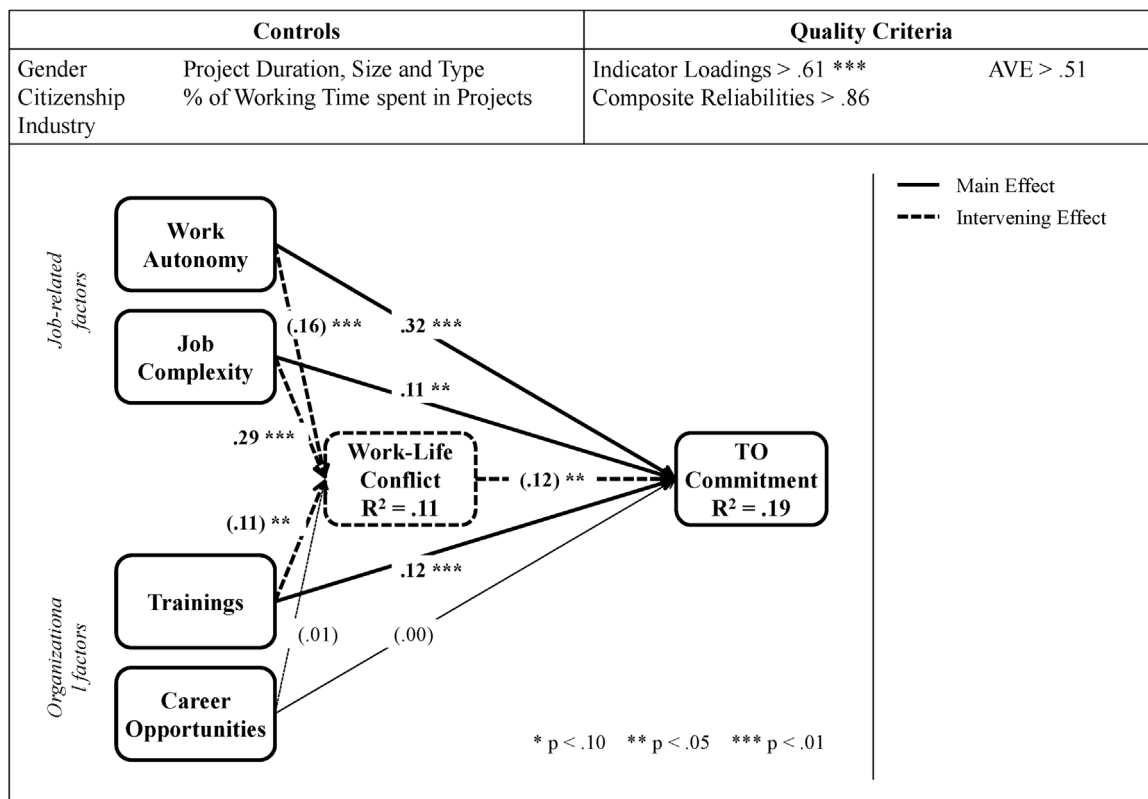 Controls
Quality Criteria
Gender
Project Duration, Size and Type
Citizenship
% of Working Time spent in Projects
Industry
Indicator Loadings > .61 ***
AVE > .51
Composite Reliabilities > .86
Main Effect
Intervening Effect
Job-related
factors
Work
Autonomy
(.16) ***
.32 ***
Job
Complexity
.11 **
.29 ***
Work-Life
Conflict
R² = .11
(.12) **
TO
Commitment
R² = .19
(.11) **
.12 ***
Organizationa
l factors
Trainings
(.01)
(.00)
Career
Opportunities
* p < .10 ** p < .05 *** p < .01